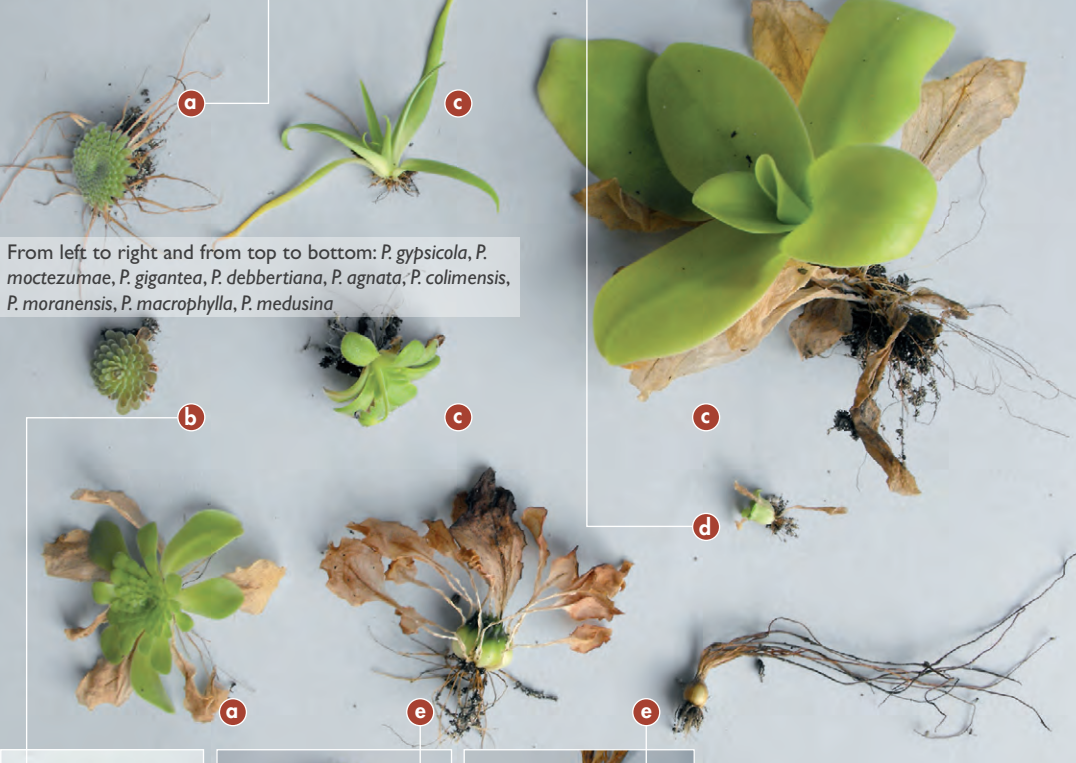 a
c
From left to right and from top to bottom: P. gypsicola, P.
moctezumae, P. gigantea, P. debbertiana, P. agnata, P. colimensis,
P. moranensis, P. macrophylla, P. medusina
b
c
c
d
a
e
e